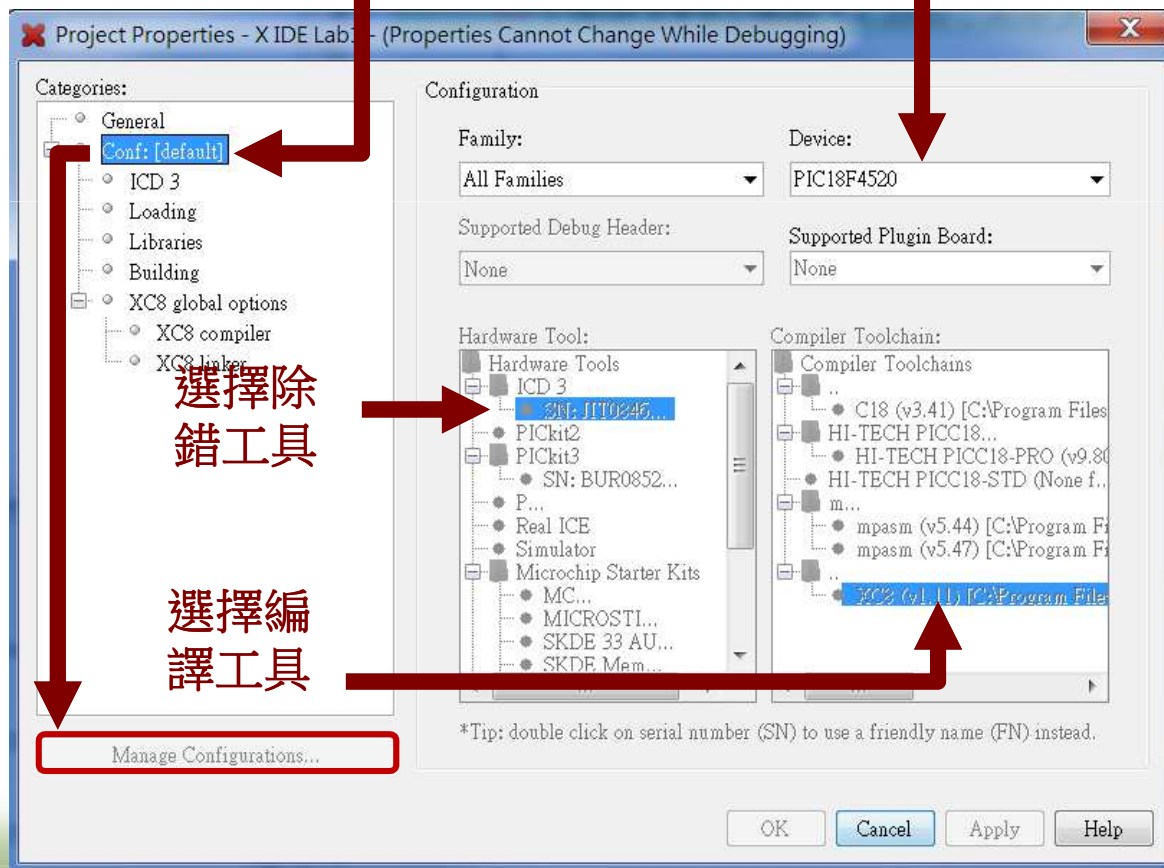 Project Properties - X IDE Lab1 - (Properties Cannot Change While Debugging)
Categories:
General
Conf: [default]
ICD 3
Loading
Libraries
Building
XC8 global options
XC8 compiler
XC8 linker
選擇除
錯工具
選擇編
譯工具
Manage Configurations...
Configuration
Family:
Device:
All Families
PIC18F4520
Supported Debug Header:
Supported Plugin Board:
None
None
Hardware Tool:
Hardware Tools
ICD 3
SN: JIT0846...
PICkit2
PICkit3
SN: BUR0852...
P...
Real ICE
Simulator
Microchip Starter Kits
MC...
MICROSTI...
SKDE 33 AU...
SKDE Mem...
Compiler Toolchain:
Compiler Toolchains
..
C18 (v3.41) [C:\Program Files
HI-TECH PICC18...
HI-TECH PICC18-PRO (v9.80
HI-TECH PICC18-STD (None f..
m...
mpasm (v5.44) [C:\Program Fi
mpasm (v5.47) [C:\Program Fi
..
XC8 (v1.11) [C:\Program File
*Tip: double click on serial number (SN) to use a friendly name (FN) instead.
OK
Cancel
Apply
Help